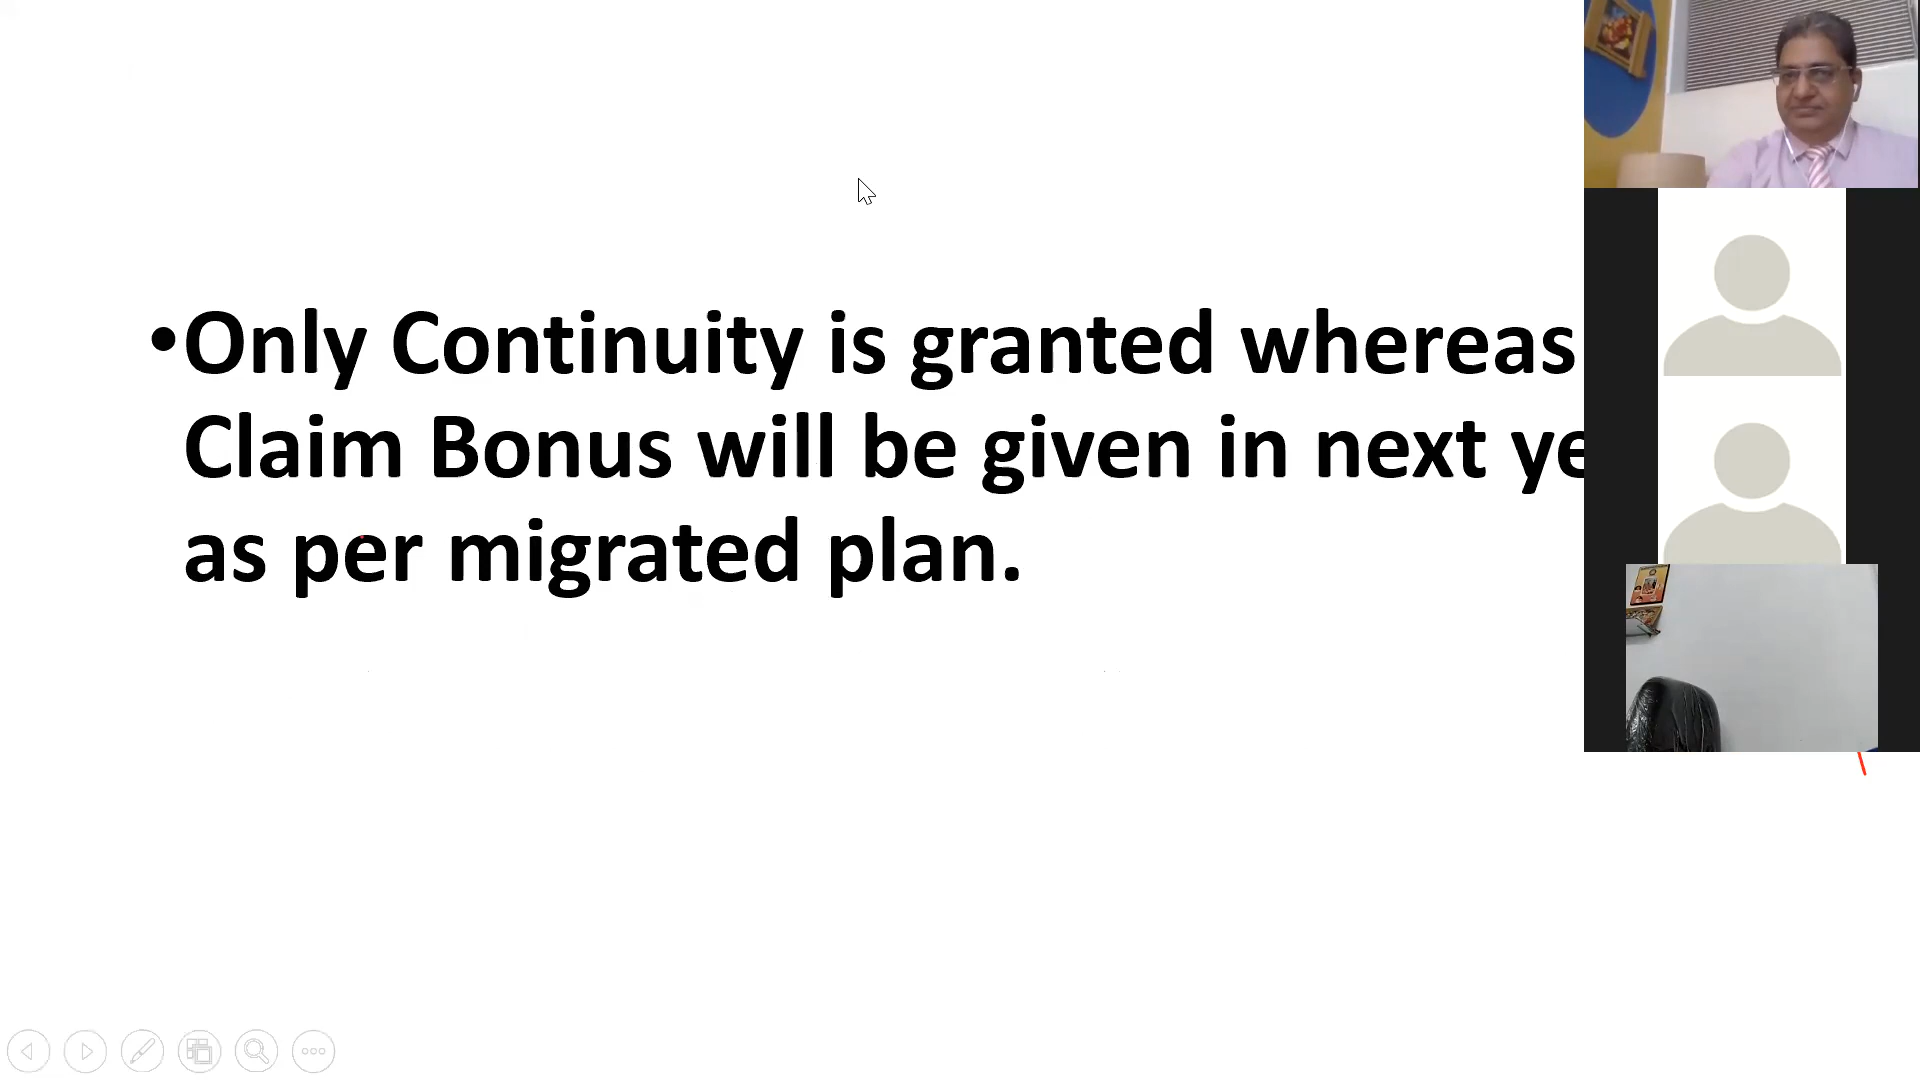 •Only Continuity is granted whereas
Claim Bonus will be given in next ye
as per migrated plan.